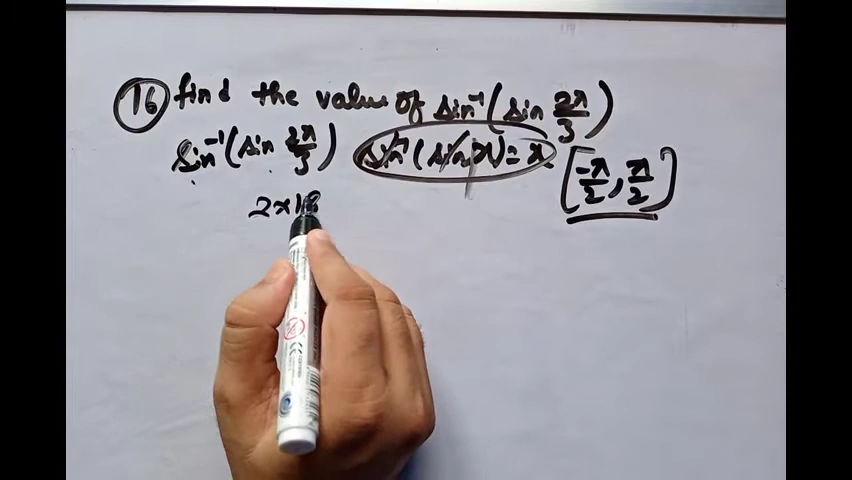 16 find the value of sin⁻¹(sin 2π/3)
sin⁻¹(sin 2π/3) sin⁻¹(sin x) = x [-π/2, π/2]
2×18